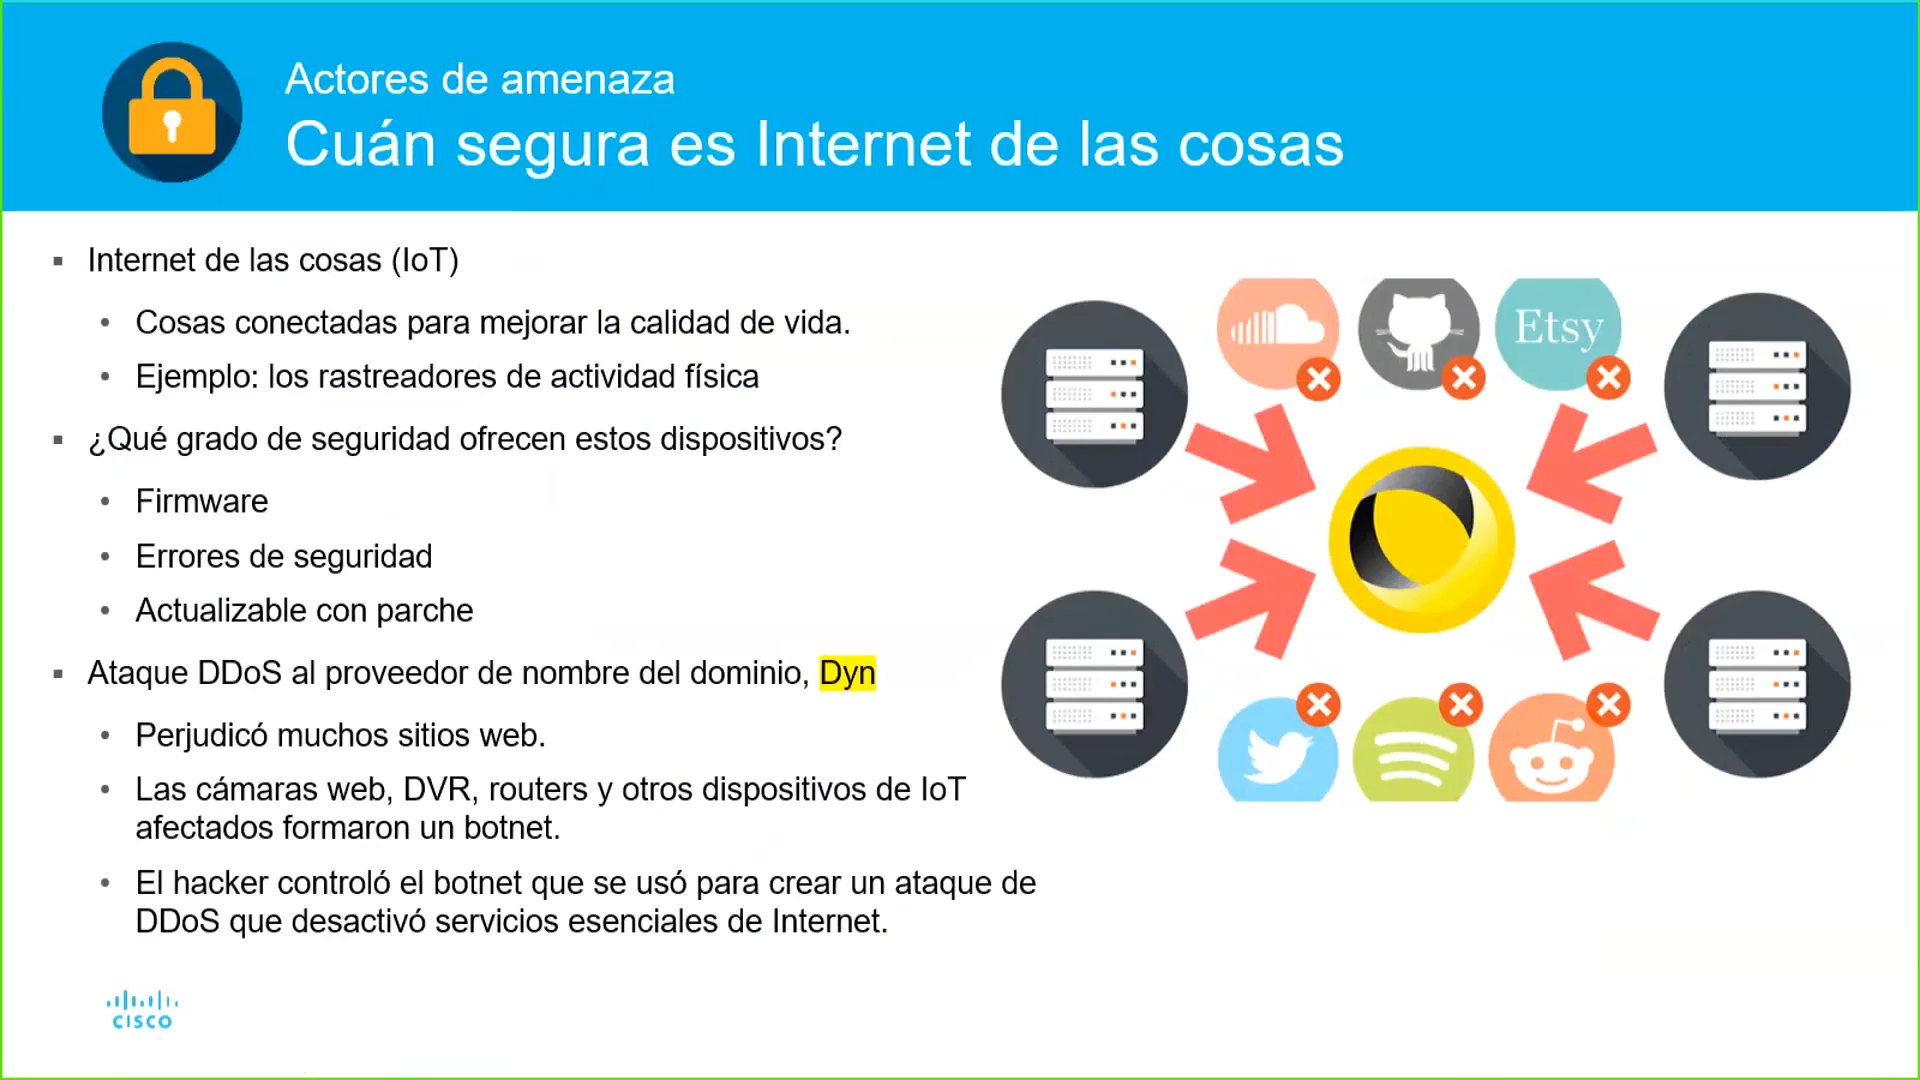 Actores de amenaza
Cuán segura es Internet de las cosas
Internet de las cosas (IoT)
Cosas conectadas para mejorar la calidad de vida.
Ejemplo: los rastreadores de actividad física
¿Qué grado de seguridad ofrecen estos dispositivos?
Firmware
Errores de seguridad
Actualizable con parche
Ataque DDoS al proveedor de nombre del dominio, Dyn
Perjudicó muchos sitios web.
Las cámaras web, DVR, routers y otros dispositivos de IoT
afectados formaron un botnet.
El hacker controló el botnet que se usó para crear un ataque de
DDoS que desactivó servicios esenciales de Internet.
Etsy
CISCO